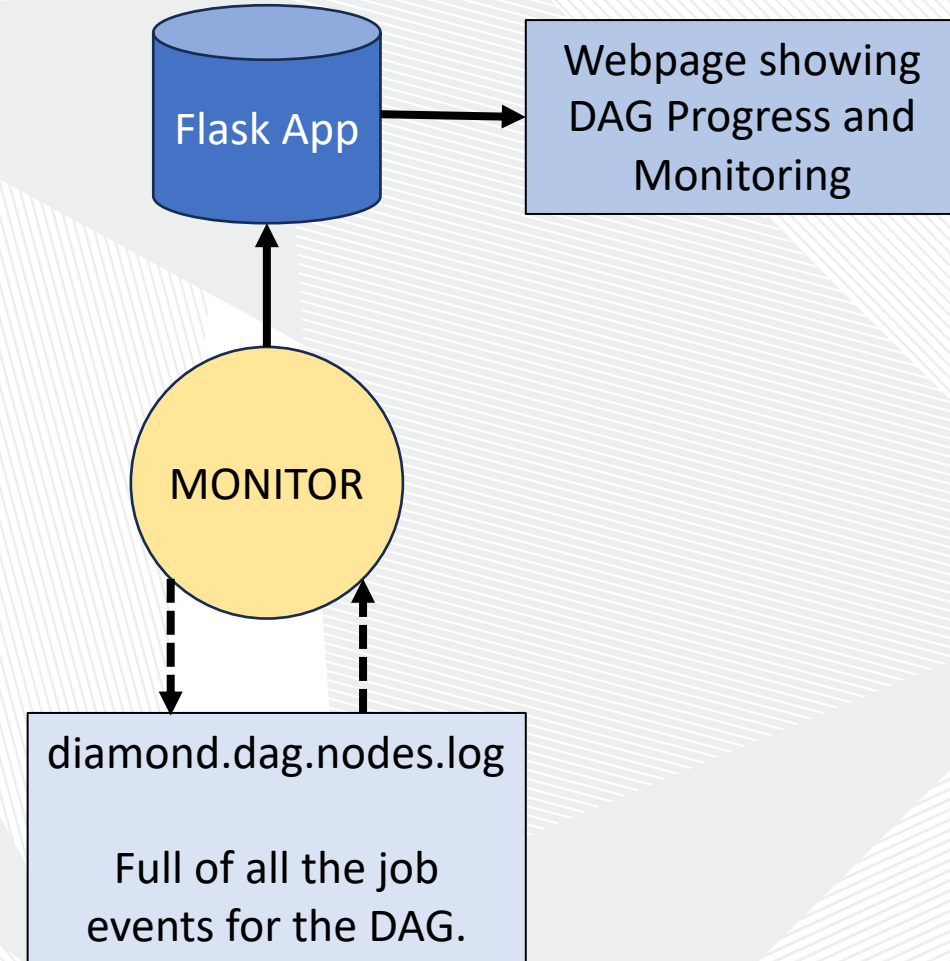 Flask App
Webpage showing
DAG Progress and
Monitoring
MONITOR
diamond.dag.nodes.log
Full of all the job
events for the DAG.